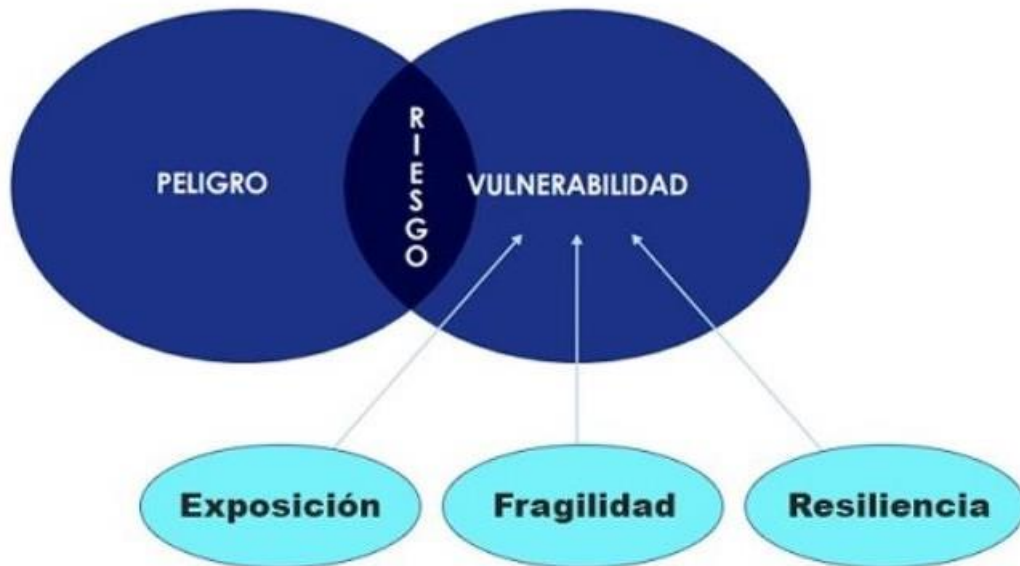 PELIGRO
RIESGO
VULNERABILIDAD
Exposición
Fragilidad
Resiliencia